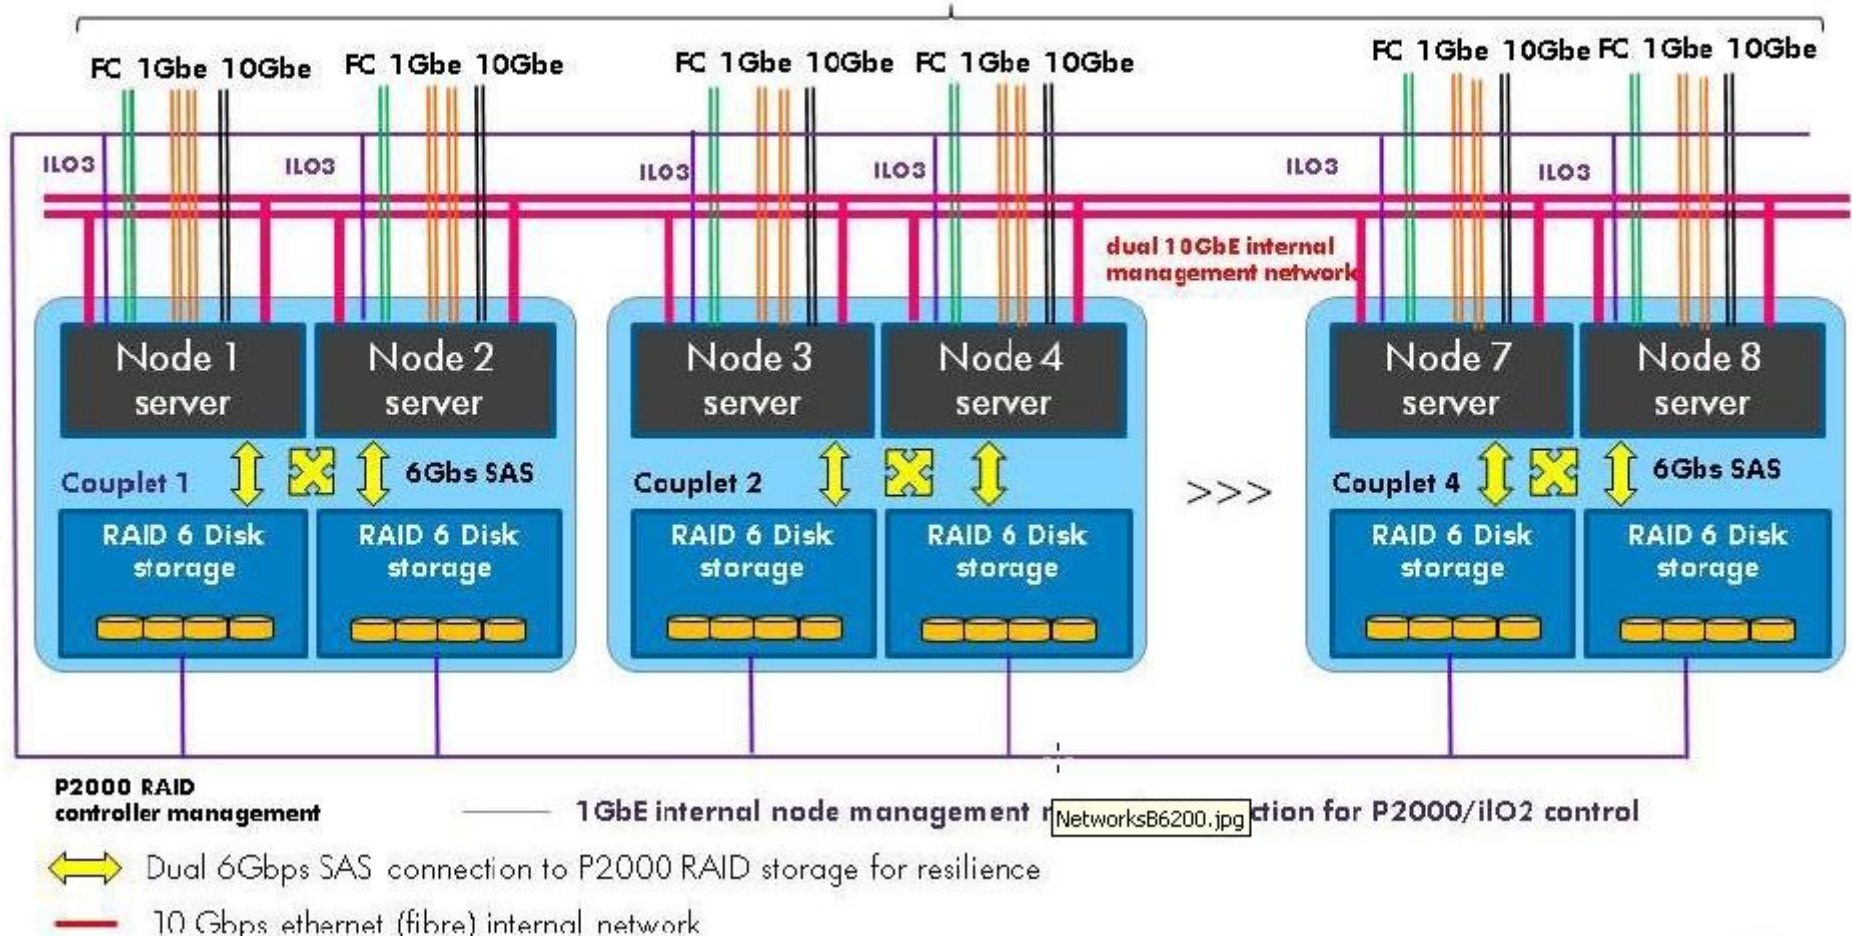 FC 1Gbe 10Gbe FC 1Gbe 10Gbe FC 1Gbe 10Gbe FC 1Gbe 10Gbe FC 1Gbe 10Gbe FC 1Gbe 10Gbe
ILO3 ILO3 ILO3 ILO3 ILO3 ILO3
dual 10GbE internal
management network
Node 1 Node 2 Node 3 Node 4 Node 7 Node 8
server server server server server server
Couplet 1 6Gbs SAS Couplet 2 >>> Couplet 4 6Gbs SAS
RAID 6 Disk RAID 6 Disk RAID 6 Disk RAID 6 Disk RAID 6 Disk RAID 6 Disk
storage storage storage storage storage storage
P2000 RAID
controller management
1GbE internal node management ction for P2000/ilO2 control
NetworksB6200.jpg
Dual 6Gbps SAS connection to P2000 RAID storage for resilience
10 Gbps ethernet (fibre) internal network